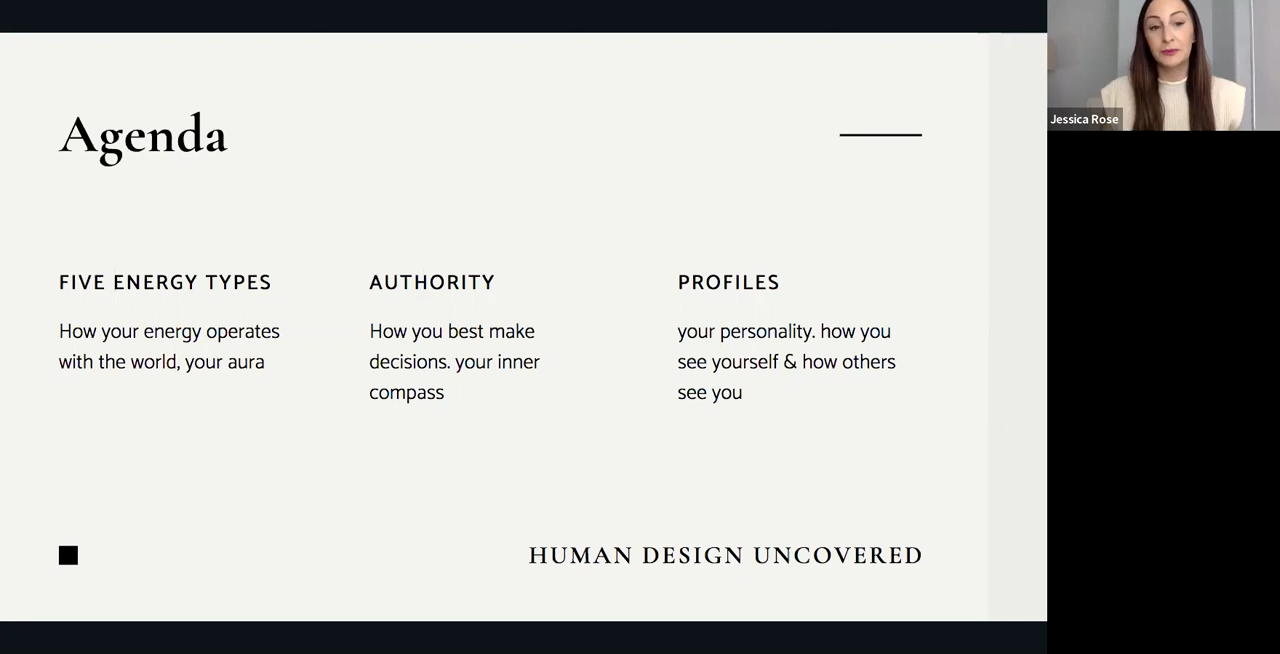 Agenda
FIVE ENERGY TYPES
How your energy operates
with the world, your aura
AUTHORITY
How you best make
decisions. your inner
compass
PROFILES
your personality. how you
see yourself & how others
see you
HUMAN DESIGN UNCOVERED
Jessica Rose